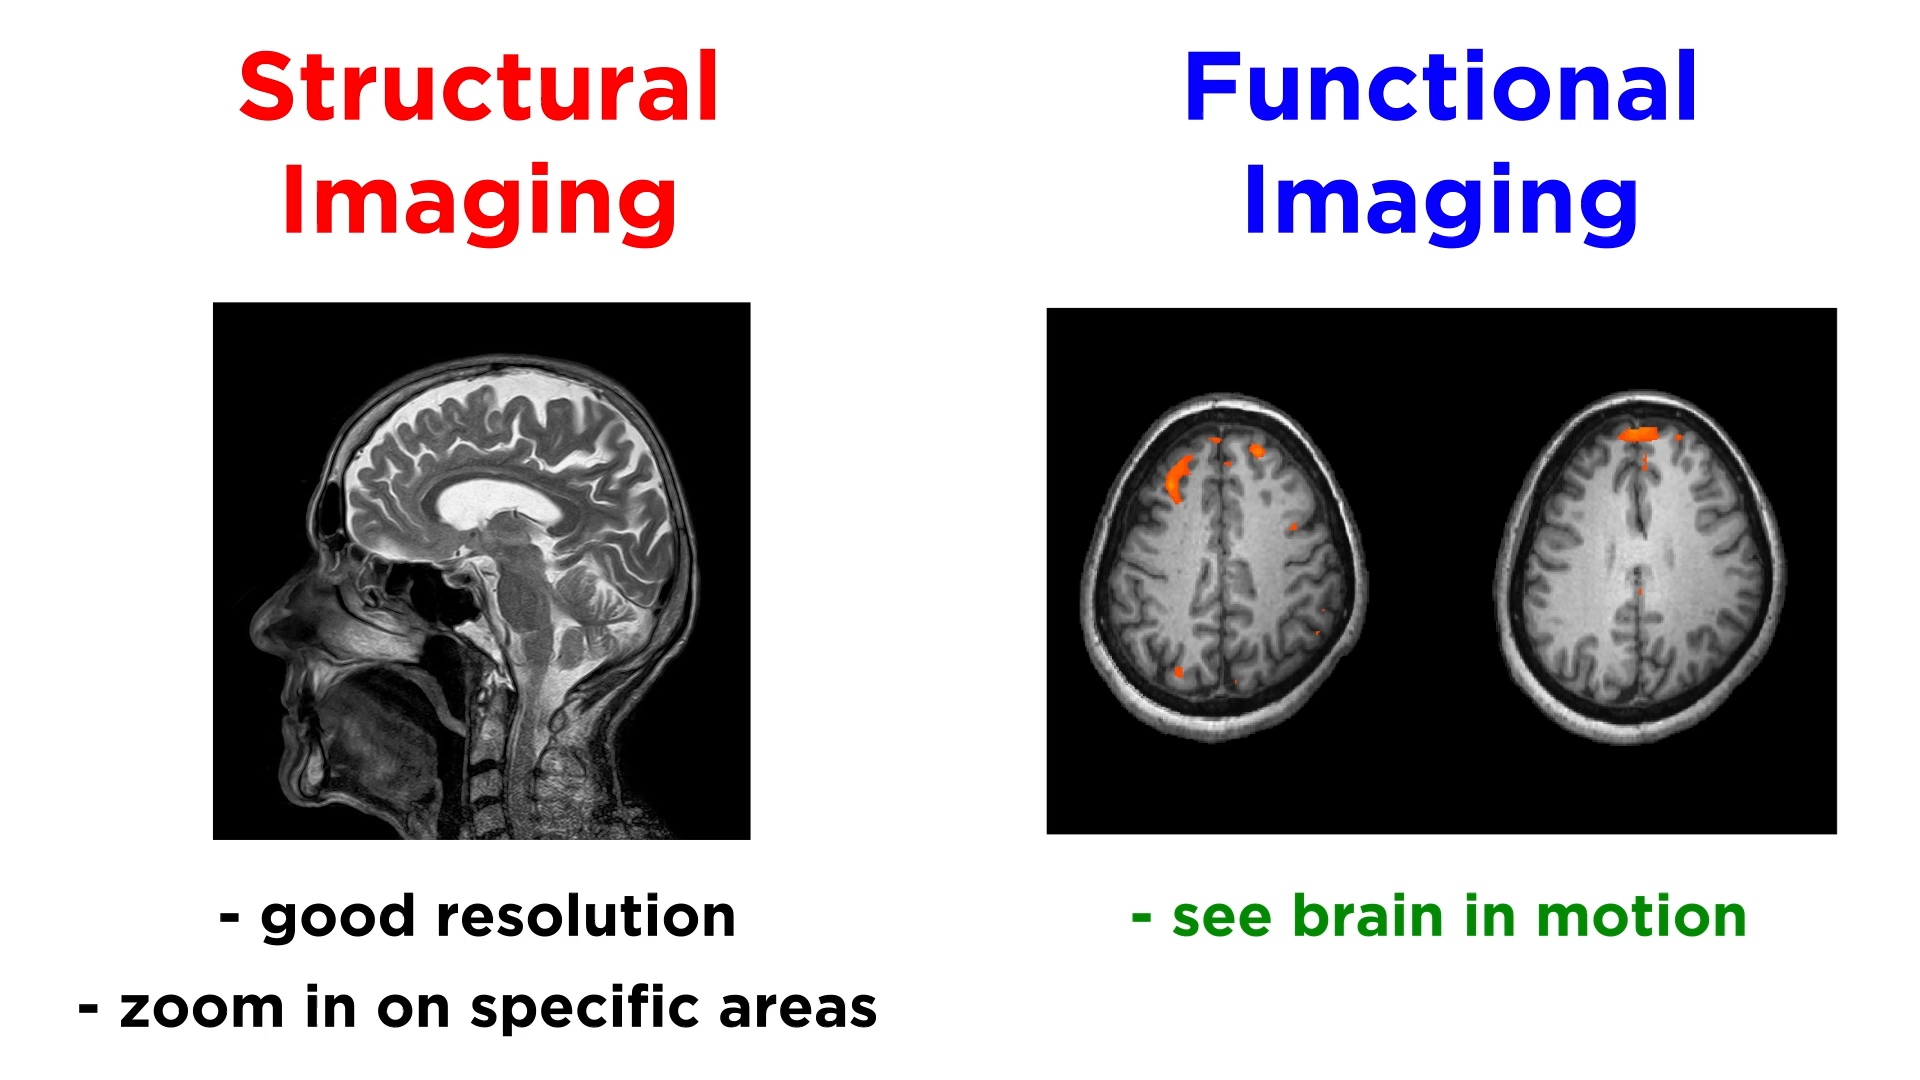 Structural
Imaging
- good resolution
- zoom in on specific areas
Functional
Imaging
- see brain in motion